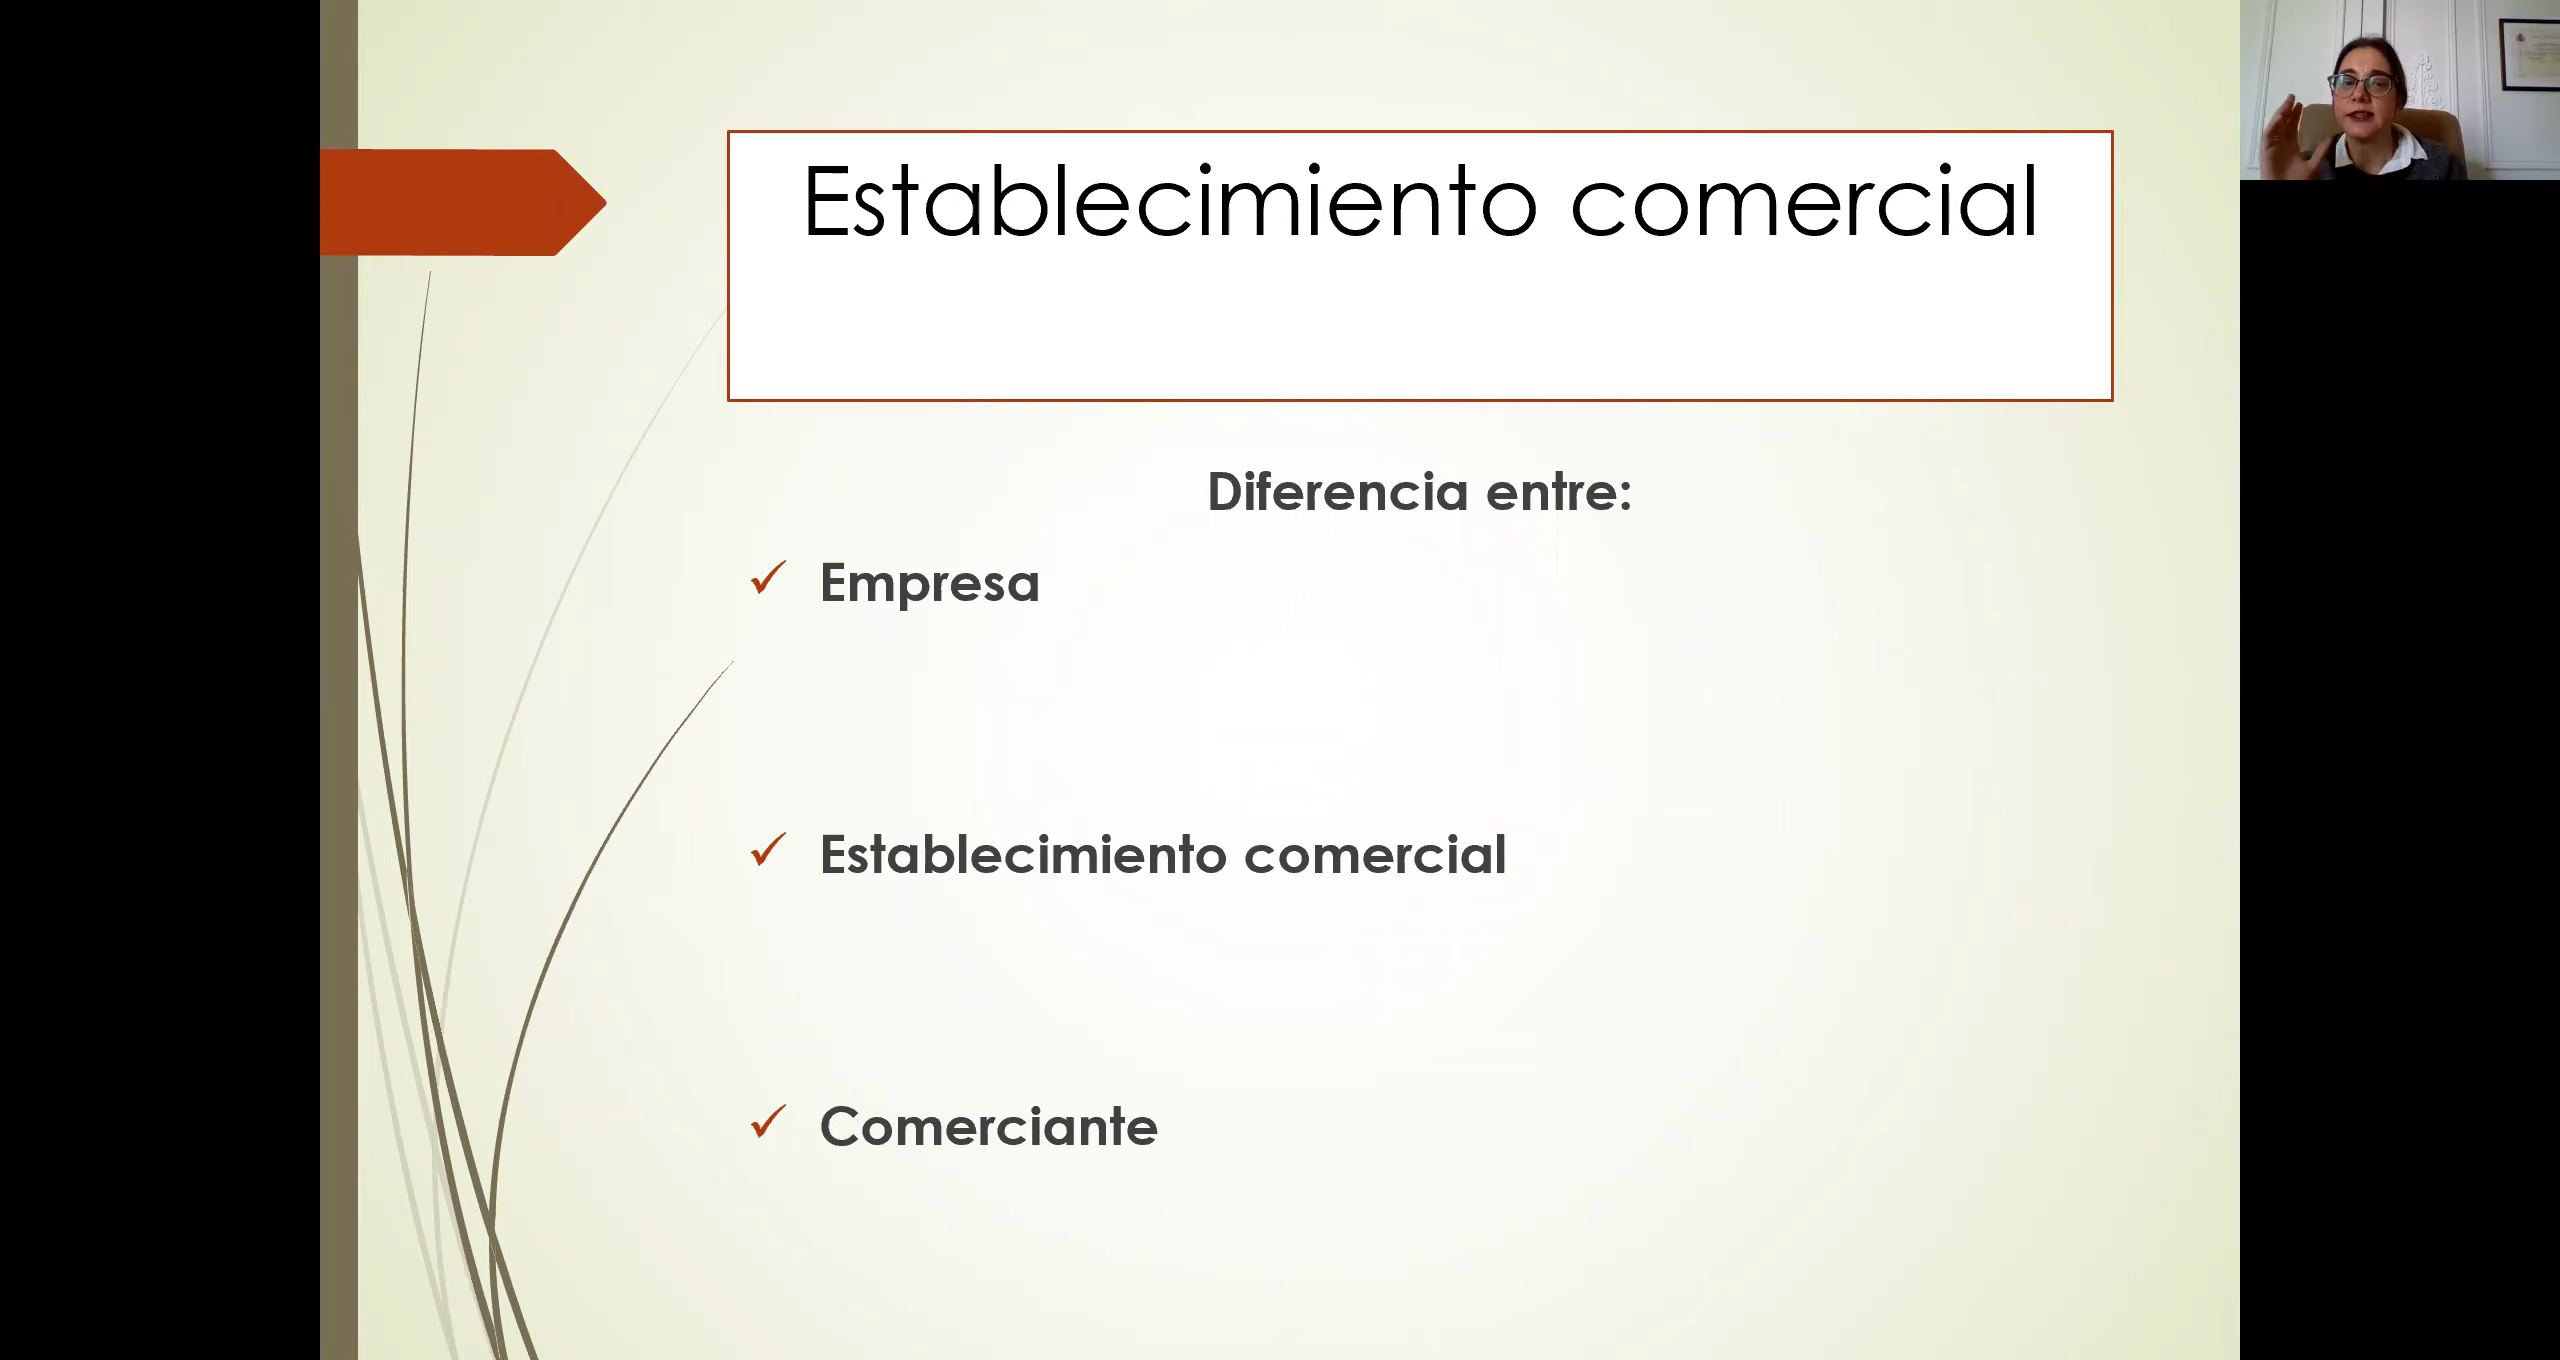 Establecimiento comercial
Diferencia entre:
Empresa
Establecimiento comercial
Comerciante